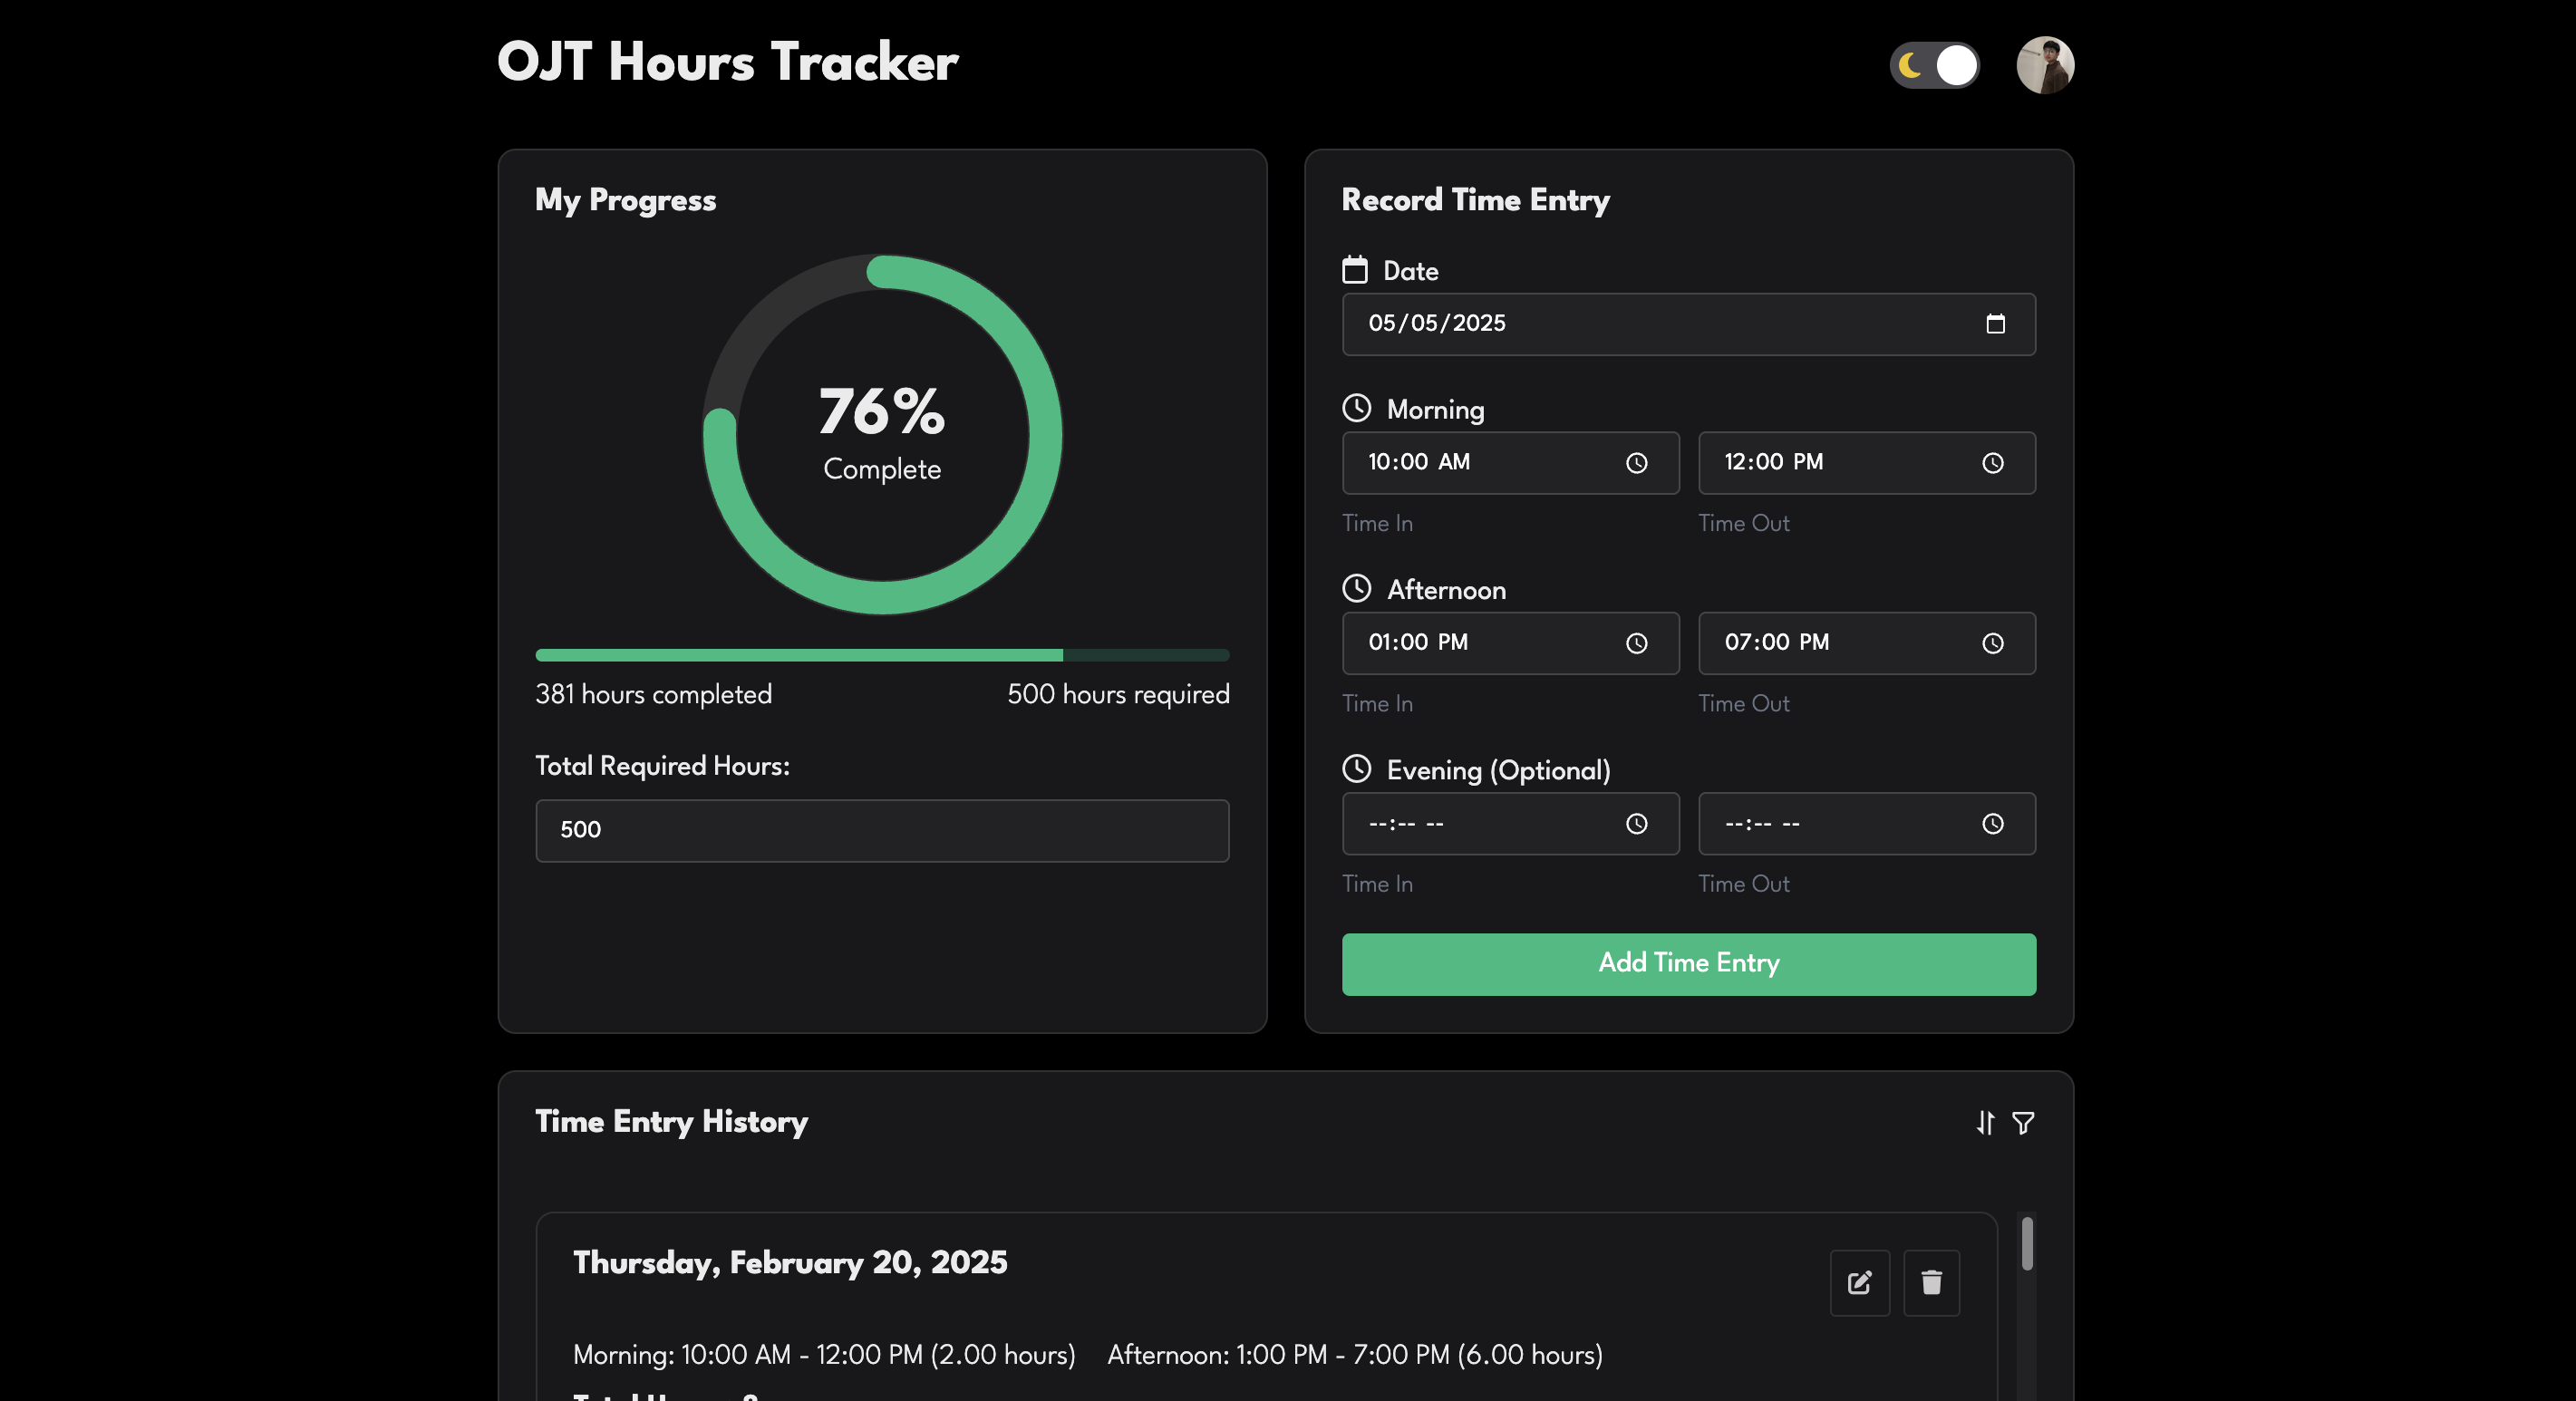 OJT Hours Tracker
My Progress
76%
Complete
381 hours completed
500 hours required
Total Required Hours:
500
Record Time Entry
Date
05/05/2025
Morning
10:00 AM
12:00 PM
Time In
Time Out
Afternoon
01:00 PM
07:00 PM
Time In
Time Out
Evening (Optional)
--:-- --
--:-- --
Time In
Time Out
Add Time Entry
Time Entry History
Thursday, February 20, 2025
Morning: 10:00 AM - 12:00 PM (2.00 hours) Afternoon: 1:00 PM - 7:00 PM (6.00 hours)